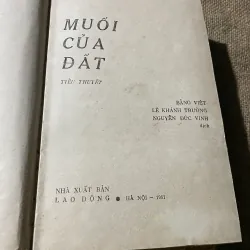 MUỐI
CỦA
ĐẤT
TIỂU THUYẾT
BẰNG VIỆT
LÊ KHÁNH TRƯỜNG
NGUYỄN ĐỨC VINH
dịch
NHÀ XUẤT BẢN
LAO ĐỘNG ● HÀ NỘI - 1981